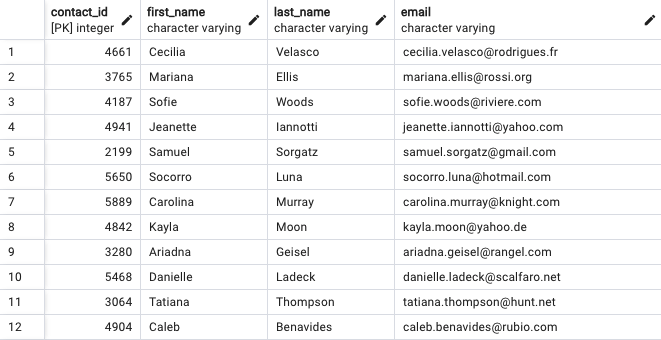 contact_id first_name last_name email
[PK] integer character varying character varying character varying
1 4661 Cecilia Velasco cecilia.velasco@rodrigues.fr
2 3765 Mariana Ellis mariana.ellis@rossi.org
3 4187 Sofie Woods sofie.woods@riviere.com
4 4941 Jeanette Iannotti jeanette.iannotti@yahoo.com
5 2199 Samuel Sorgatz samuel.sorgatz@gmail.com
6 5650 Socorro Luna socorro.luna@hotmail.com
7 5889 Carolina Murray carolina.murray@knight.com
8 4842 Kayla Moon kayla.moon@yahoo.de
9 3280 Ariadna Geisel ariadna.geisel@rangel.com
10 5468 Danielle Ladeck danielle.ladeck@scalfaro.net
11 3064 Tatiana Thompson tatiana.thompson@hunt.net
12 4904 Caleb Benavides caleb.benavides@rubio.com